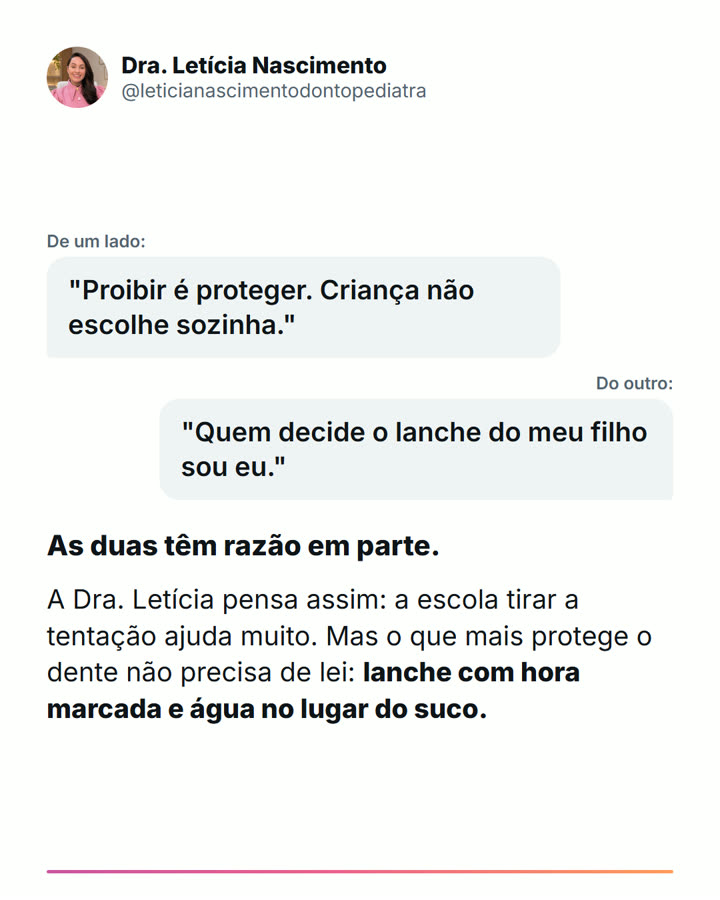 Dra. Letícia Nascimento
@leticianascimentodontopediatra
De um lado:
"Proibir é proteger. Criança não
escolhe sozinha."
Do outro:
"Quem decide o lanche do meu filho
sou eu."
As duas têm razão em parte.
A Dra. Letícia pensa assim: a escola tirar a
tentação ajuda muito. Mas o que mais protege o
dente não precisa de lei: lanche com hora
marcada e água no lugar do suco.